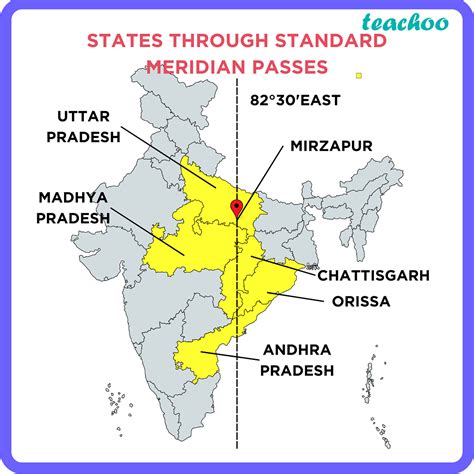 teachoo
STATES THROUGH STANDARD
MERIDIAN PASSES
82°30'EAST
UTTAR
PRADESH
MIRZAPUR
MADHYA
PRADESH
CHATTISGARH
ORISSA
ANDHRA
PRADESH